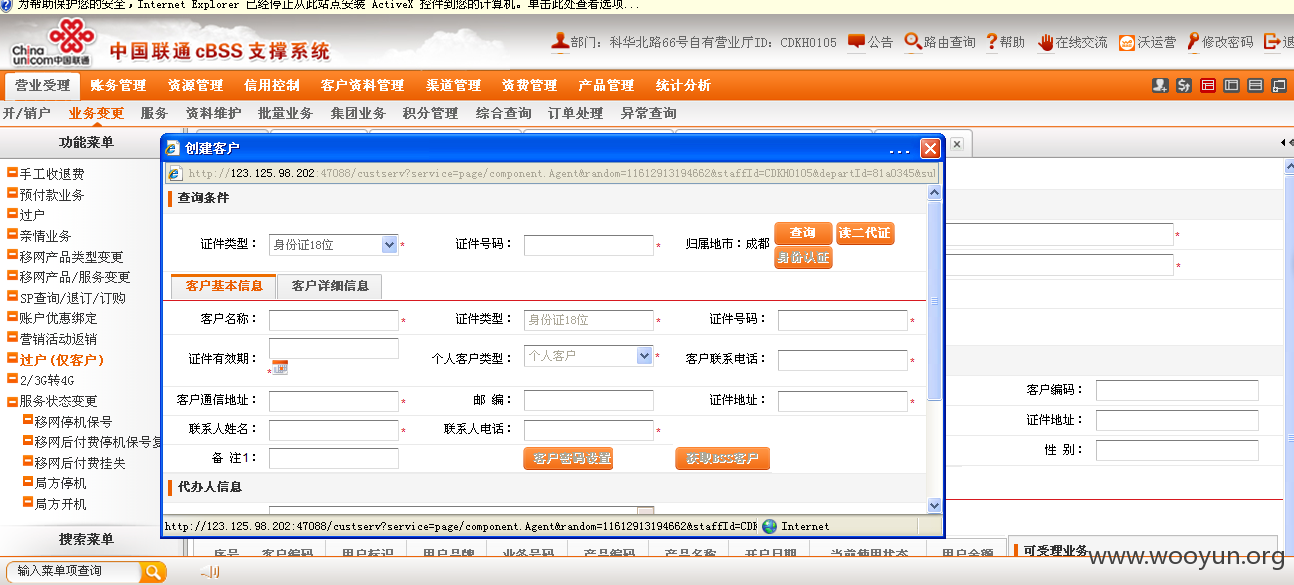 为帮助保护您的安全，Internet Explorer 已经停止从此站点安装 ActiveX 控件到您的计算机。单击此处查看选项...
China unicom中国联通
中国联通 cBSS 支撑系统
部门：科华北路66号自有营业厅ID：CDKH0105 公告 路由查询 帮助 在线交流 沃运营 修改密码 退
营业受理 账务管理 资源管理 信用控制 客户资料管理 渠道管理 资费管理 产品管理 统计分析
开/销户 业务变更 服务 资料维护 批量业务 集团业务 积分管理 综合查询 订单处理 异常查询
功能菜单
手工收退费
预付款业务
过户
亲情业务
移网产品类型变更
移网产品/服务变更
SP查询/退订/订购
账户优惠绑定
营销活动返销
过户(仅客户)
2/3G转4G
服务状态变更
移网停机保号
移网后付费停机保号复
移网后付费挂失
局方停机
局方开机
搜索菜单
输入菜单项查询
创建客户 ...
http://123.125.98.202:47088/custserv?service=page/component.Agent&random=11612913194662&staffId=CDKH0105&departId=81a0345&sul
查询条件
证件类型： 身份证18位 * 证件号码： * 归属地市：成都 查询 读二代证
身份认证
客户基本信息 客户详细信息
客户名称： * 证件类型： 身份证18位 * 证件号码： *
证件有效期： * 个人客户类型： 个人客户 * 客户联系电话： *
客户通信地址： * 邮 编： 证件地址： *
联系人姓名： * 联系人电话： *
备 注1： 客户密码设置 获取BSS客户
代办人信息
http://123.125.98.202:47088/custserv?service=page/component.Agent&random=11612913194662&staffId=CDK Internet
*
*
客户编码：
证件地址：
性 别：
序号 客户编码 用户标识 用户品牌 业务号码 产品编码 产品名称 开户日期 当前使用状态 用户余额
可受理业务
www.wooyun.org